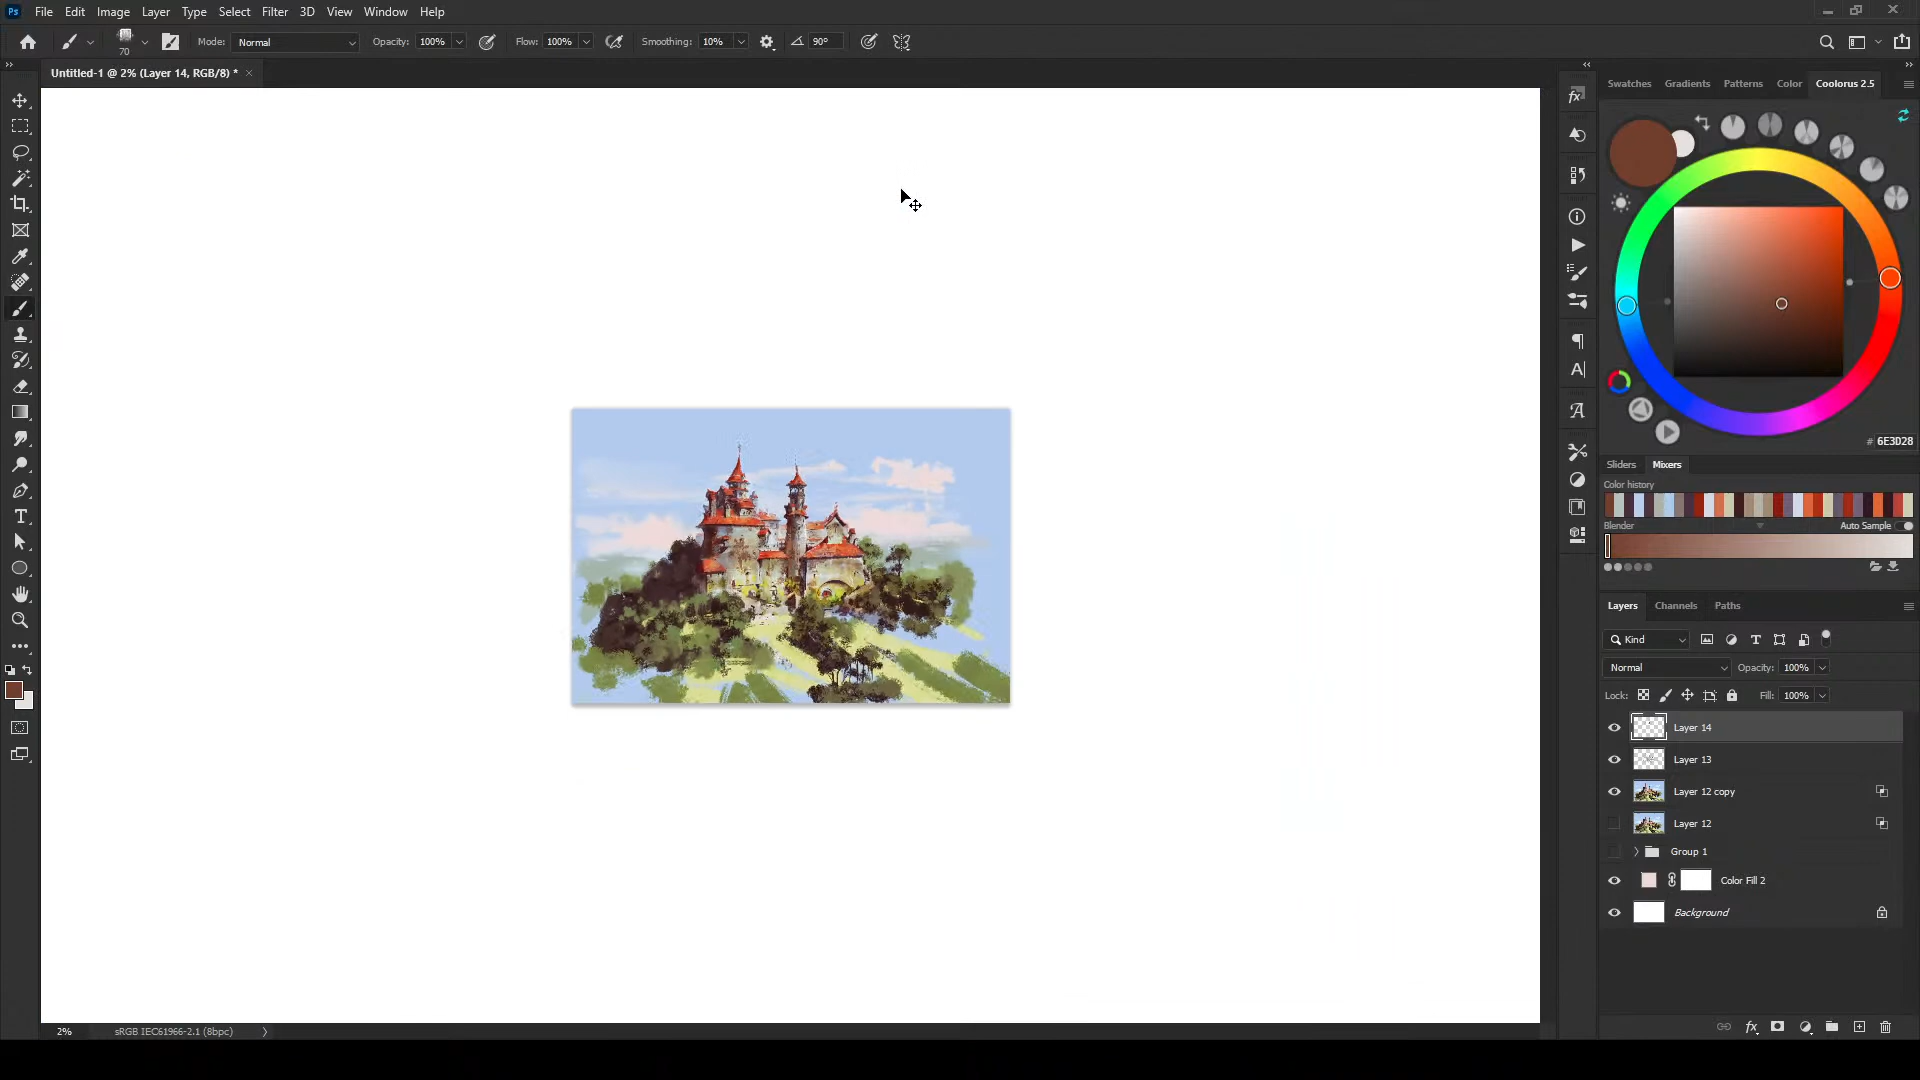 Ps File Edit Image Layer Type Select Filter 3D View Window Help
70 Mode: Normal Opacity: 100% Flow: 100% Smoothing: 10% 90°
Untitled-1 @ 2% (Layer 14, RGB/8) *
Swatches Gradients Patterns Color Coolorus 2.5
# 6E3D28
Sliders Mixers
Color history
Blender Auto Sample
Layers Channels Paths
Kind
Normal Opacity: 100%
Lock: Fill: 100%
Layer 14
Layer 13
Layer 12 copy
Layer 12
Group 1
Color Fill 2
Background
2% sRGB IEC61966-2.1 (8bpc)